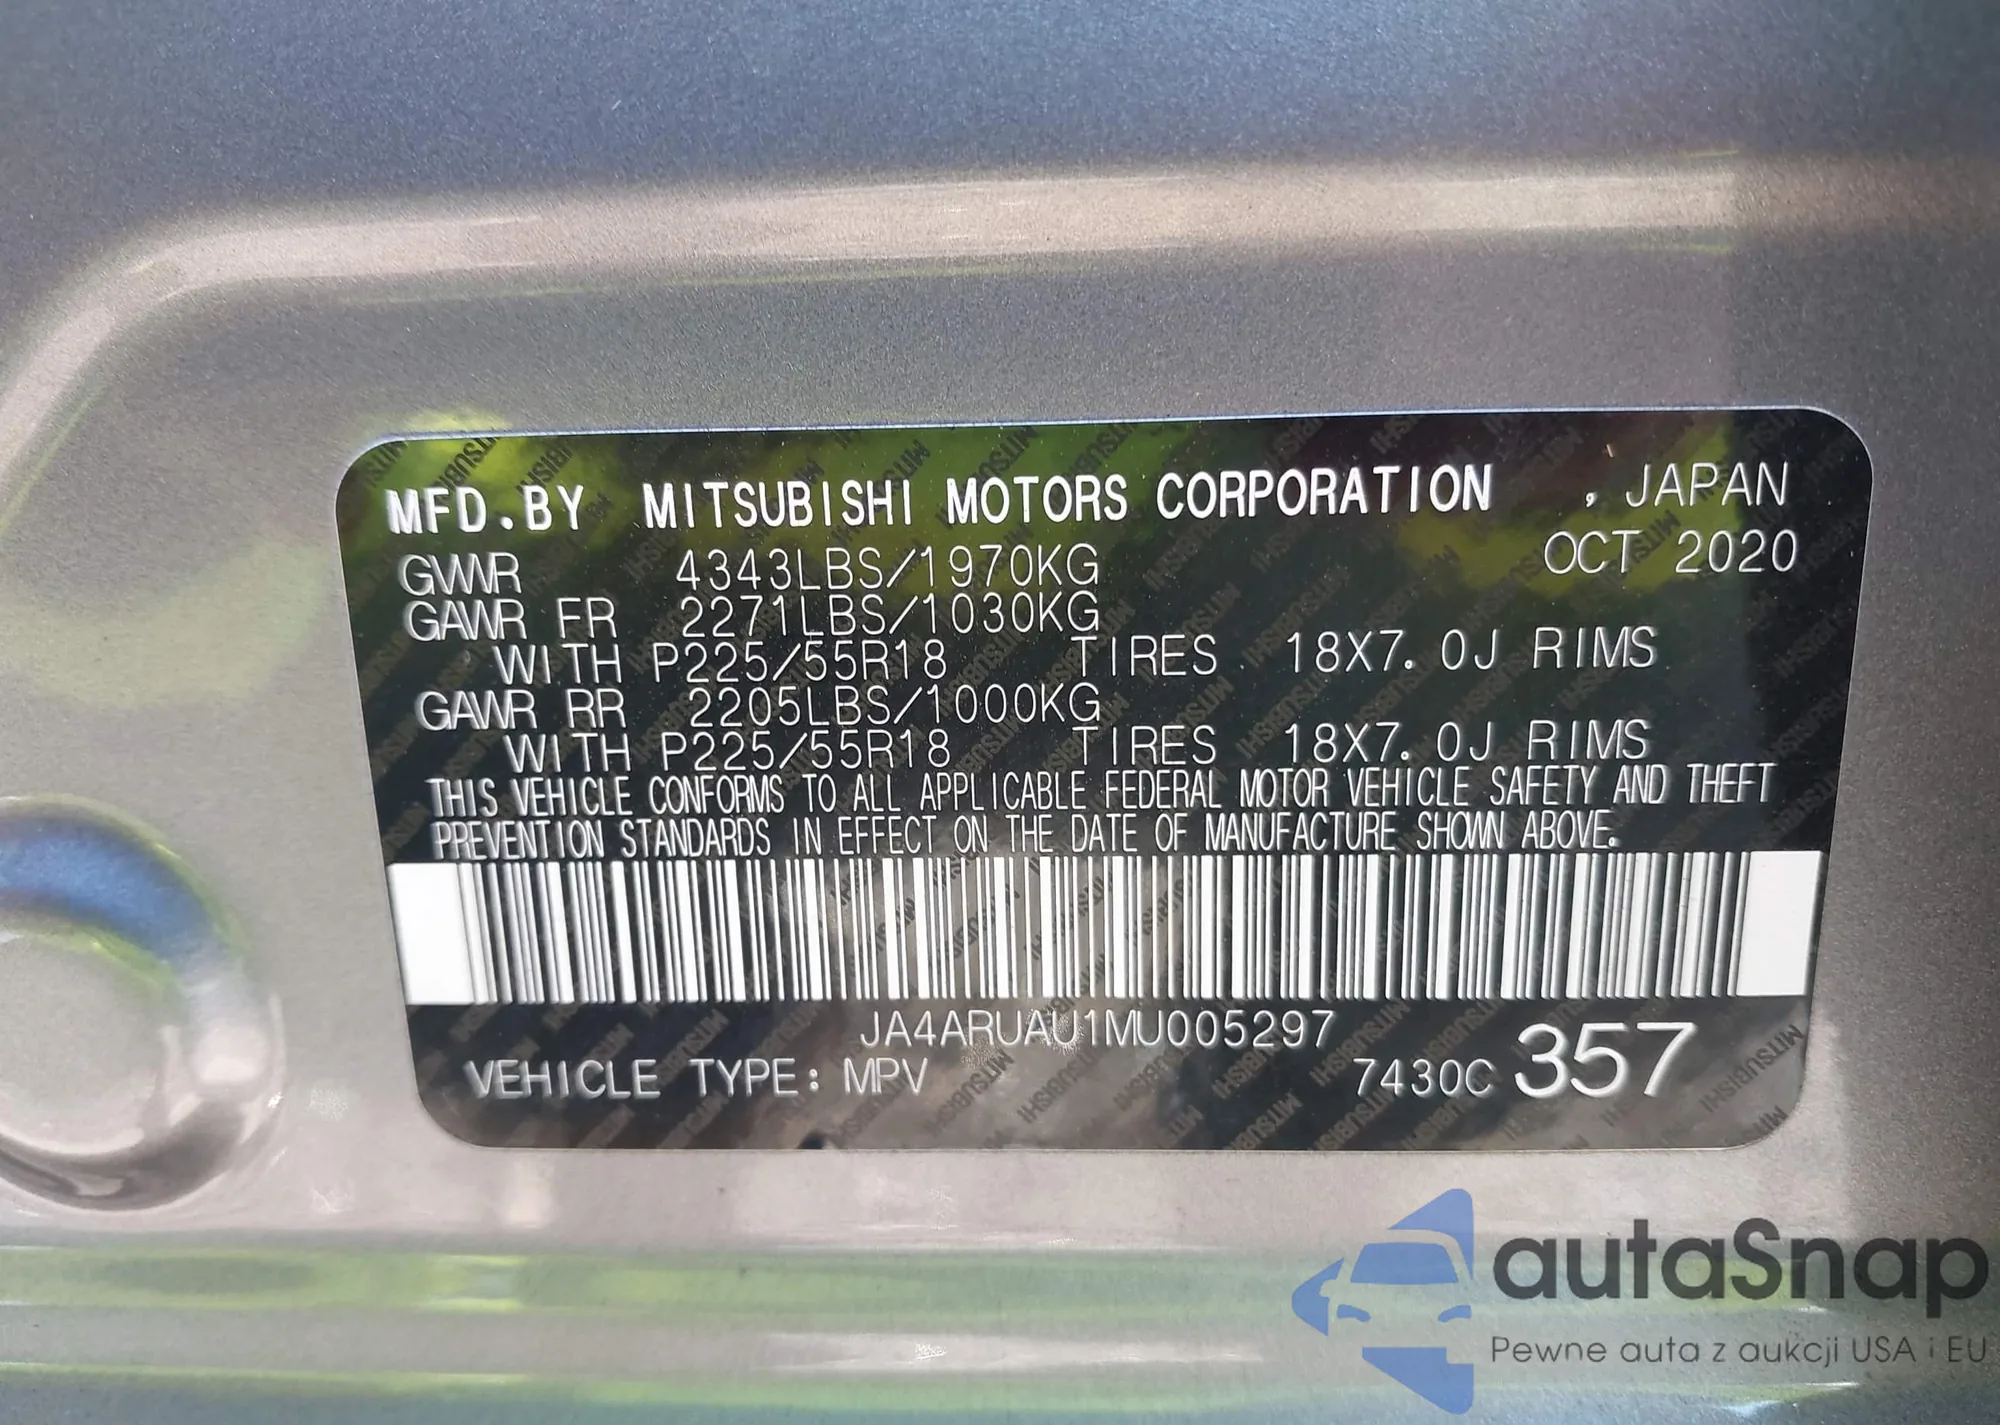 MFD.BY MITSUBISHI MOTORS CORPORATION , JAPAN
GVWR 4343LBS/1970KG OCT 2020
GAWR FR 2271LBS/1030KG
WITH P225/55R18 TIRES 18X7.0J RIMS
GAWR RR 2205LBS/1000KG
WITH P225/55R18 TIRES 18X7.0J RIMS
THIS VEHICLE CONFORMS TO ALL APPLICABLE FEDERAL MOTOR VEHICLE SAFETY AND THEFT
PREVENTION STANDARDS IN EFFECT ON THE DATE OF MANUFACTURE SHOWN ABOVE.
JA4ARUAU1MU005297
VEHICLE TYPE: MPV 7430C 357
autaSnap
Pewne auta z aukcji USA i EU